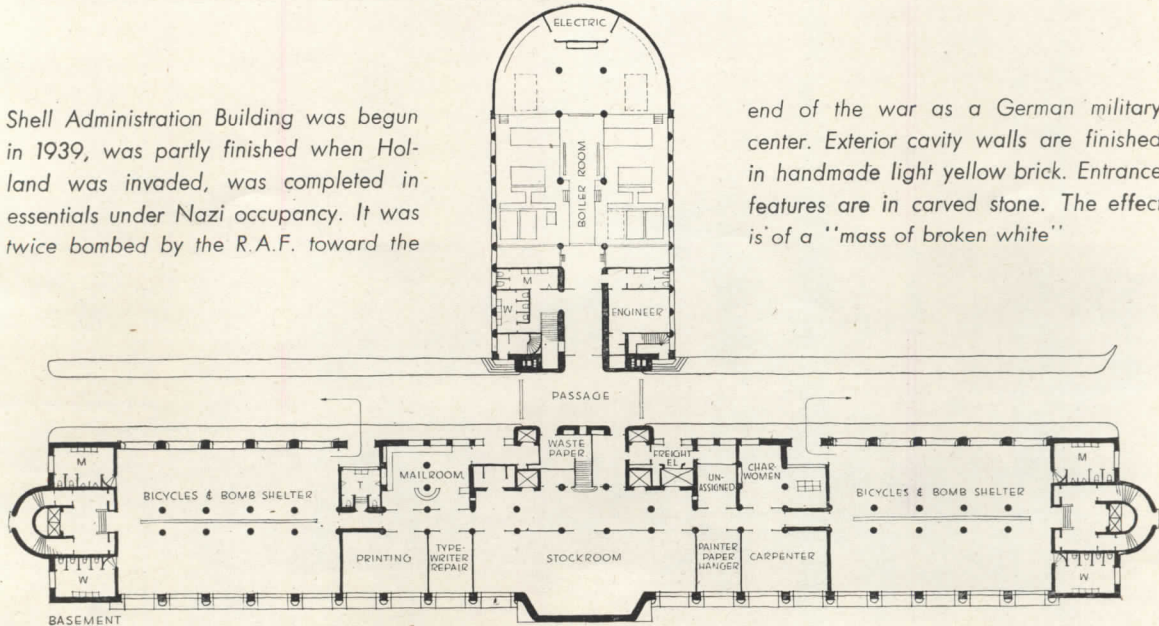 ELECTRIC
Shell Administration Building was begun
in 1939, was partly finished when Hol-
land was invaded, was completed in
essentials under Nazi occupancy. It was
twice bombed by the R.A.F. toward the
end of the war as a German military
center. Exterior cavity walls are finished
in handmade light yellow brick. Entrance
features are in carved stone. The effect
is of a "mass of broken white"
BOILER ROOM
M
W
ENGINEER
PASSAGE
M
BICYCLES & BOMB SHELTER
T
MAILROOM
WASTE
PAPER
FREIGHT
EL.
UN-
ASSIGNED
CHAR-
WOMEN
BICYCLES & BOMB SHELTER
M
W
PRINTING
TYPE-
WRITER
REPAIR
STOCKROOM
PAINTER
PAPER
HANGER
CARPENTER
W
BASEMENT